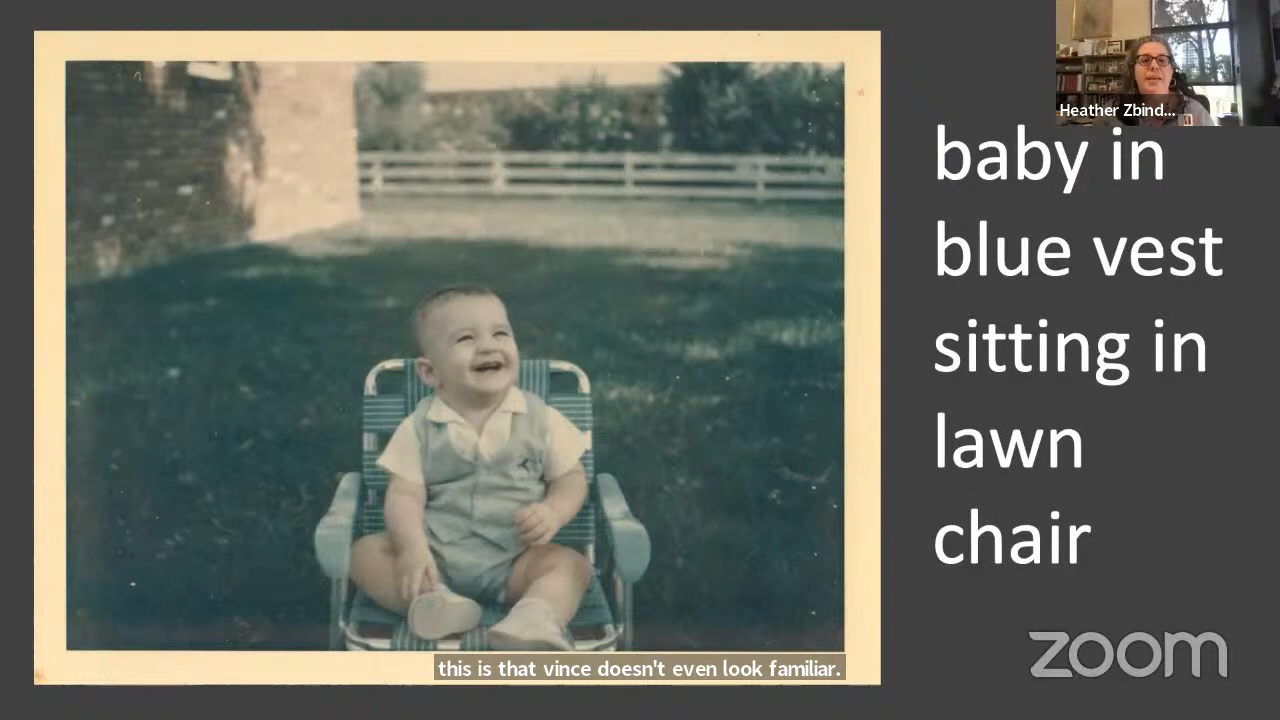 Heather Zbind...
baby in
blue vest
sitting in
lawn
chair
this is that vince doesn't even look familiar.
zoom